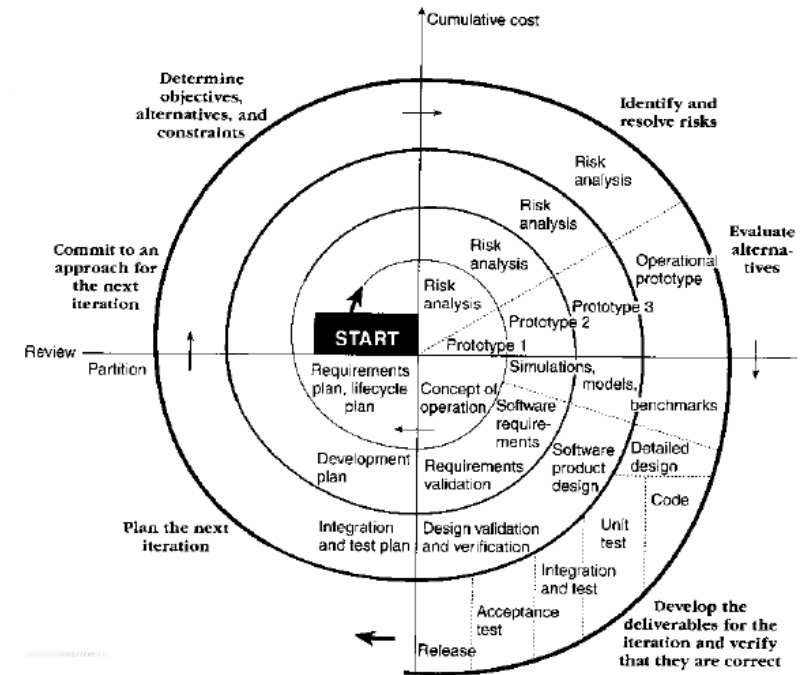 Cumulative cost
Determine
objectives,
alternatives, and
constraints
Identify and
resolve risks
Risk
analysis
Risk
analysis
Risk
analysis
Risk
analysis
Evaluate
alterna-
tives
Commit to an
approach for
the next
iteration
Operational
prototype
Prototype 3
Prototype 2
Prototype 1
START
Review
Partition
Requirements
plan, lifecycle
plan
Concept of
operation
Simulations,
models,
benchmarks
Software
require-
ments
Development
plan
Requirements
validation
Software
product
design
Detailed
design
Code
Unit
test
Plan the next
iteration
Integration
and test plan
Design validation
and verification
Integration
and test
Acceptance
test
Release
Develop the
deliverables for the
iteration and verify
that they are correct